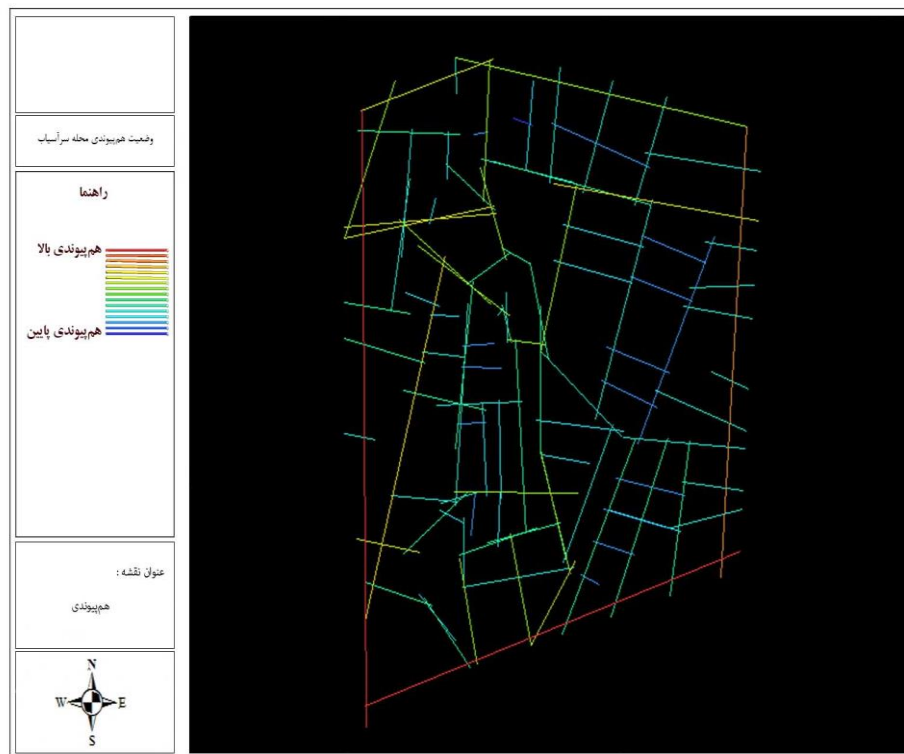 وضعیت هم‌پیوندی محله سرآسیاب
راهنما
هم‌پیوندی بالا
هم‌پیوندی پایین
عنوان نقشه :
هم‌پیوندی
N
W E
S